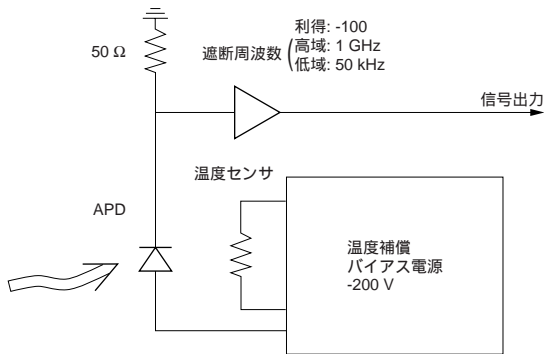 利得: -100
50 Ω
遮断周波数
高域: 1 GHz
低域: 50 kHz
信号出力
温度センサ
APD
温度補償
バイアス電源
-200 V